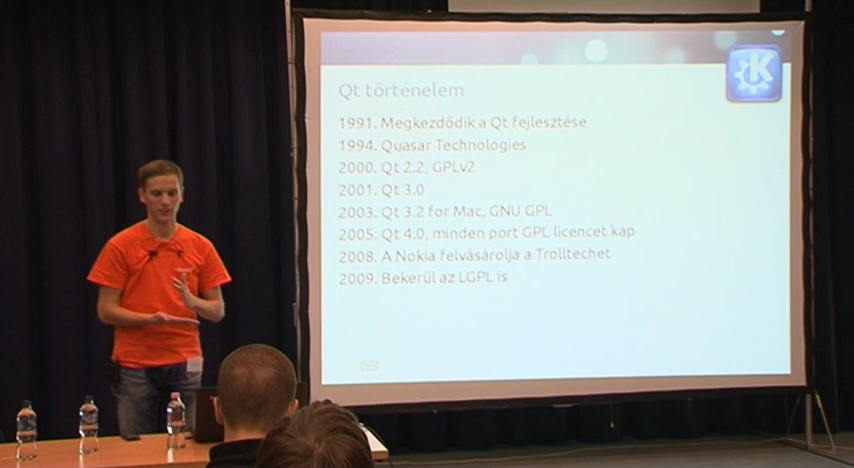 Qt történelem
K
1991. Megkezdődik a Qt fejlesztése
1994. Quasar Technologies
2000. Qt 2.2, GPLv2
2001. Qt 3.0
2003. Qt 3.2 for Mac, GNU GPL
2005. Qt 4.0, minden port GPL licencet kap
2008. A Nokia felvásárolja a Trolltechet
2009. Bekerül az LGPL is